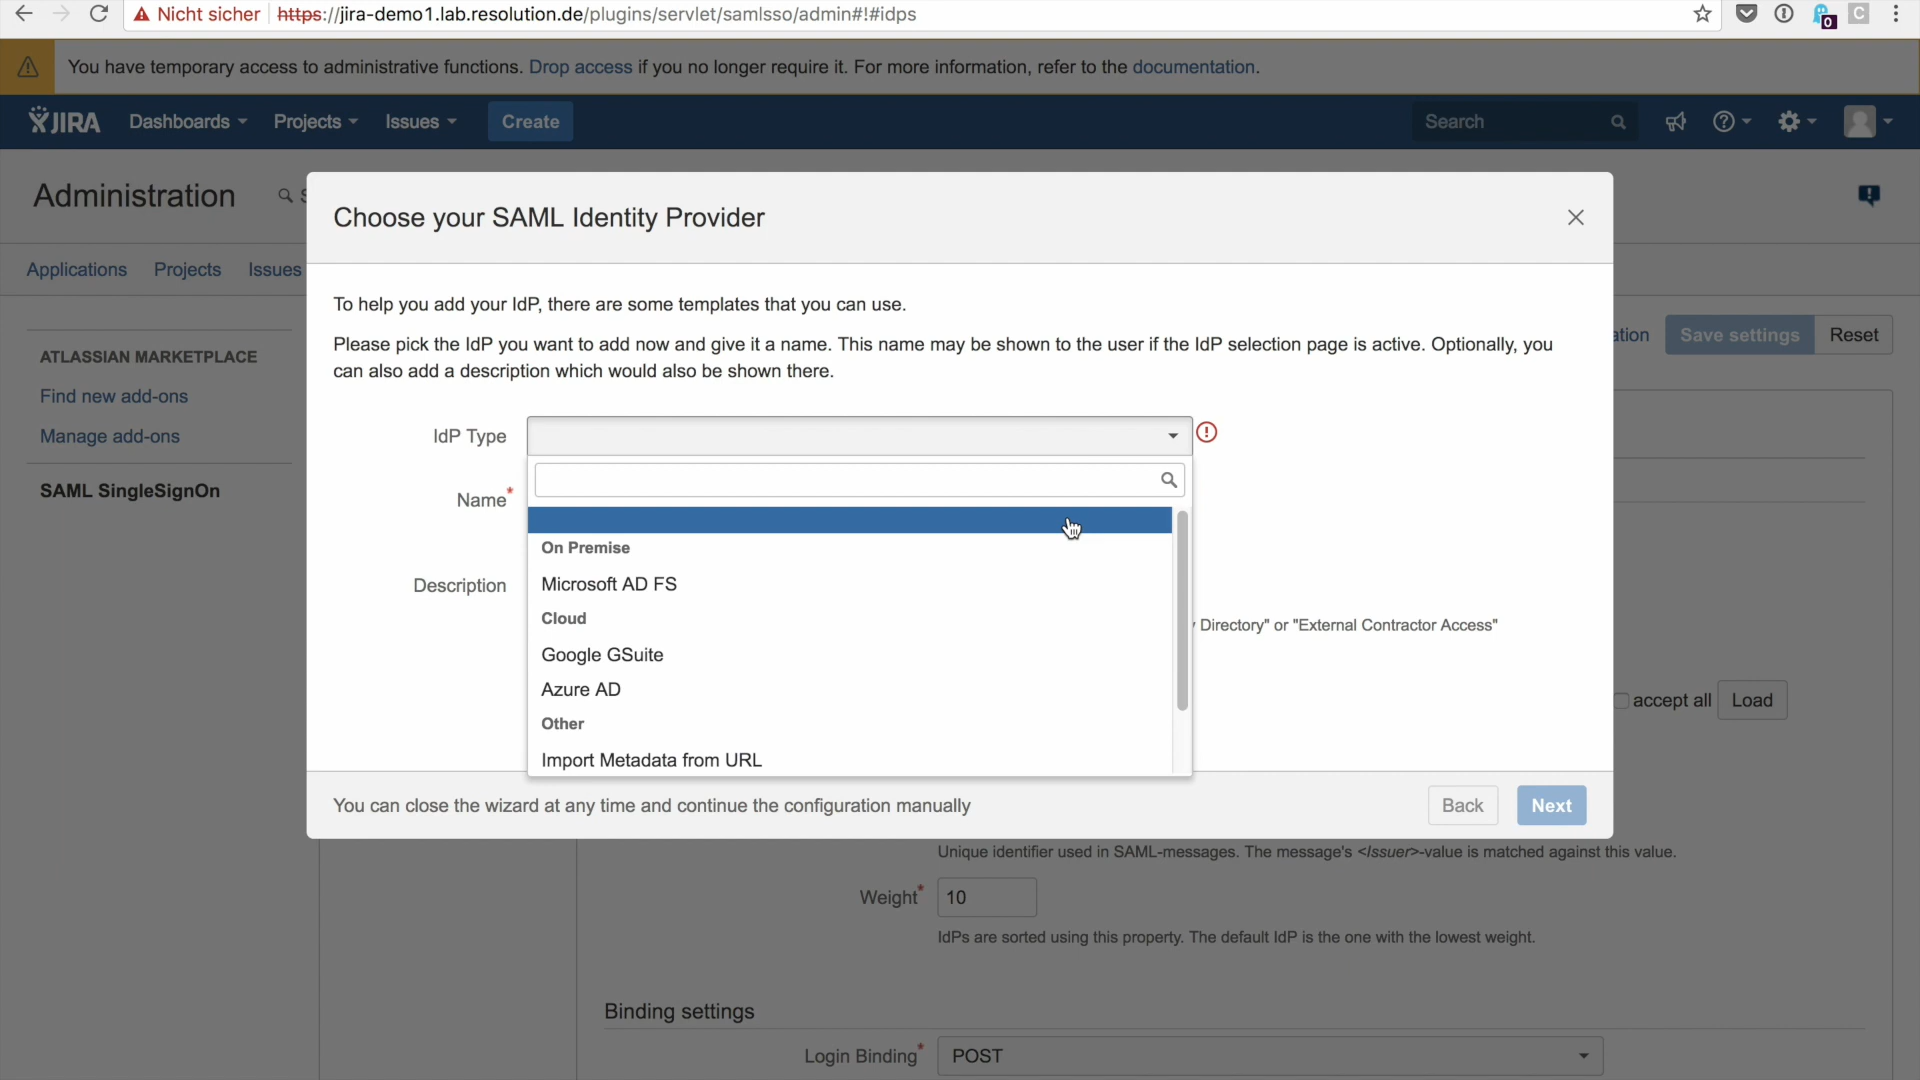 Nicht sicher https://jira-demo1.lab.resolution.de/plugins/servlet/samlsso/admin#!#idps
0
C
You have temporary access to administrative functions. Drop access if you no longer require it. For more information, refer to the documentation.
JIRA Dashboards Projects Issues Create Search
Administration
Choose your SAML Identity Provider
Applications Projects Issues
To help you add your IdP, there are some templates that you can use.
Please pick the IdP you want to add now and give it a name. This name may be shown to the user if the IdP selection page is active. Optionally, you
can also add a description which would also be shown there.
Save settings Reset
ATLASSIAN MARKETPLACE
Find new add-ons
Manage add-ons
SAML SingleSignOn
IdP Type
Name*
Description
On Premise
Microsoft AD FS
Cloud
Google GSuite
Azure AD
Other
Import Metadata from URL
Directory" or "External Contractor Access"
accept all Load
You can close the wizard at any time and continue the configuration manually
Back Next
Unique identifier used in SAML-messages. The message's <Issuer>-value is matched against this value.
Weight* 10
IdPs are sorted using this property. The default IdP is the one with the lowest weight.
Binding settings
Login Binding* POST